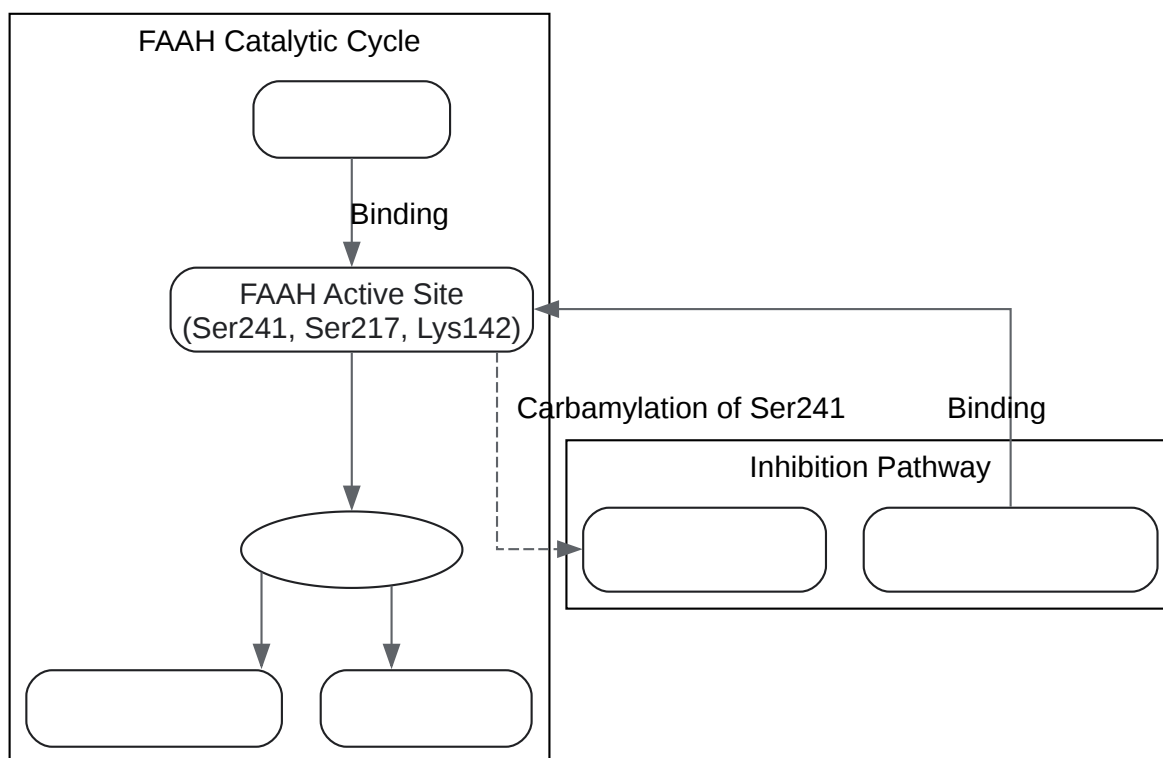 FAAH Catalytic Cycle
Binding
FAAH Active Site
(Ser241, Ser217, Lys142)
Carbamylation of Ser241
Binding
Inhibition Pathway